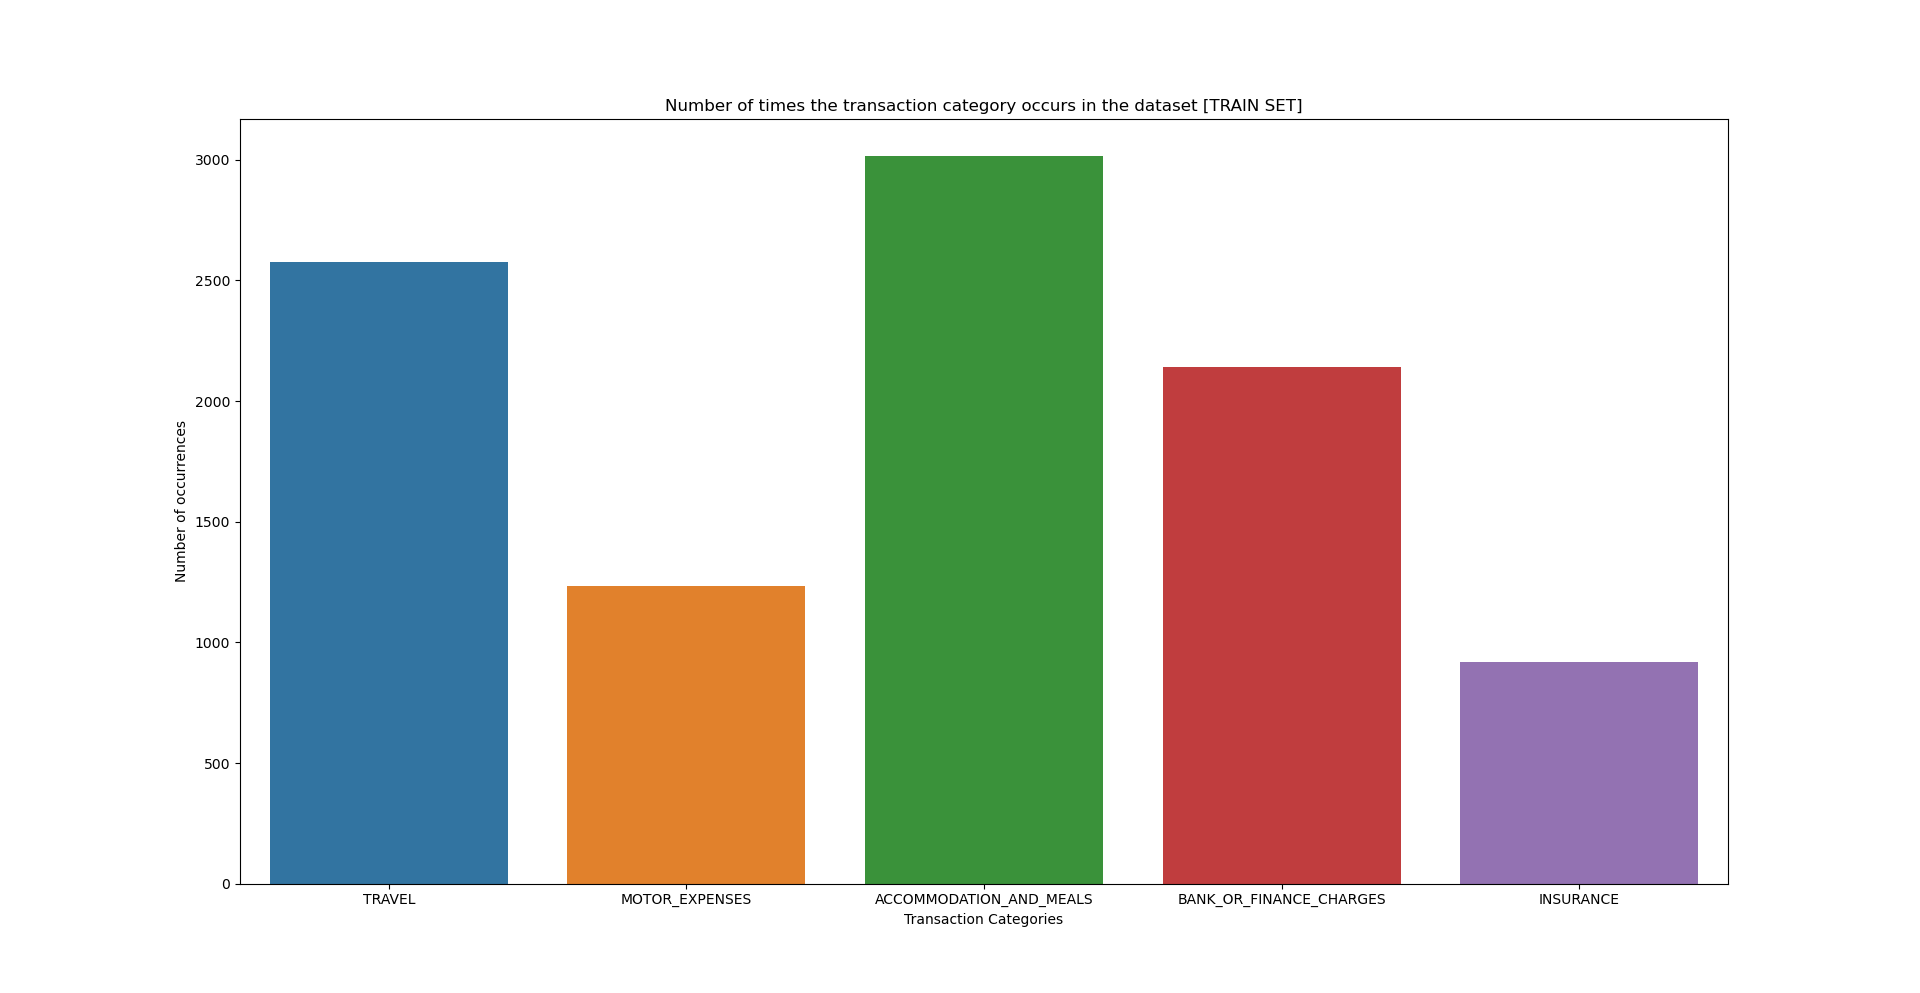 Number of times the transaction category occurs in the dataset [TRAIN SET]
3000
2500
2000
1500
1000
500
0
Number of occurrences
TRAVEL MOTOR_EXPENSES ACCOMMODATION_AND_MEALS BANK_OR_FINANCE_CHARGES INSURANCE
Transaction Categories